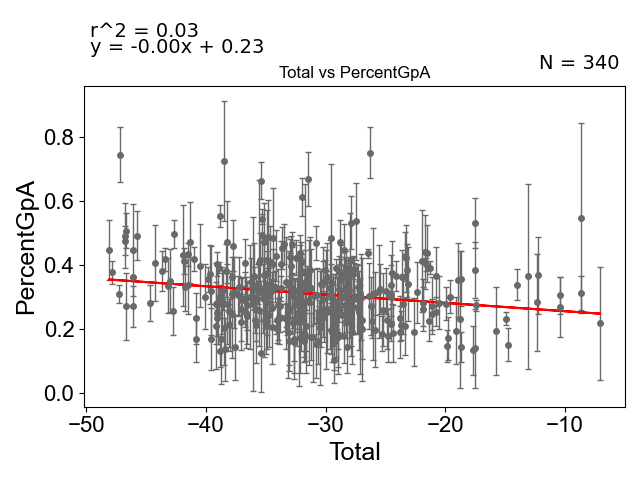 r^2 = 0.03
y = -0.00x + 0.23
N = 340
Total vs PercentGpA
PercentGpA
0.8
0.6
0.4
0.2
0.0
−50 −40 −30 −20 −10
Total